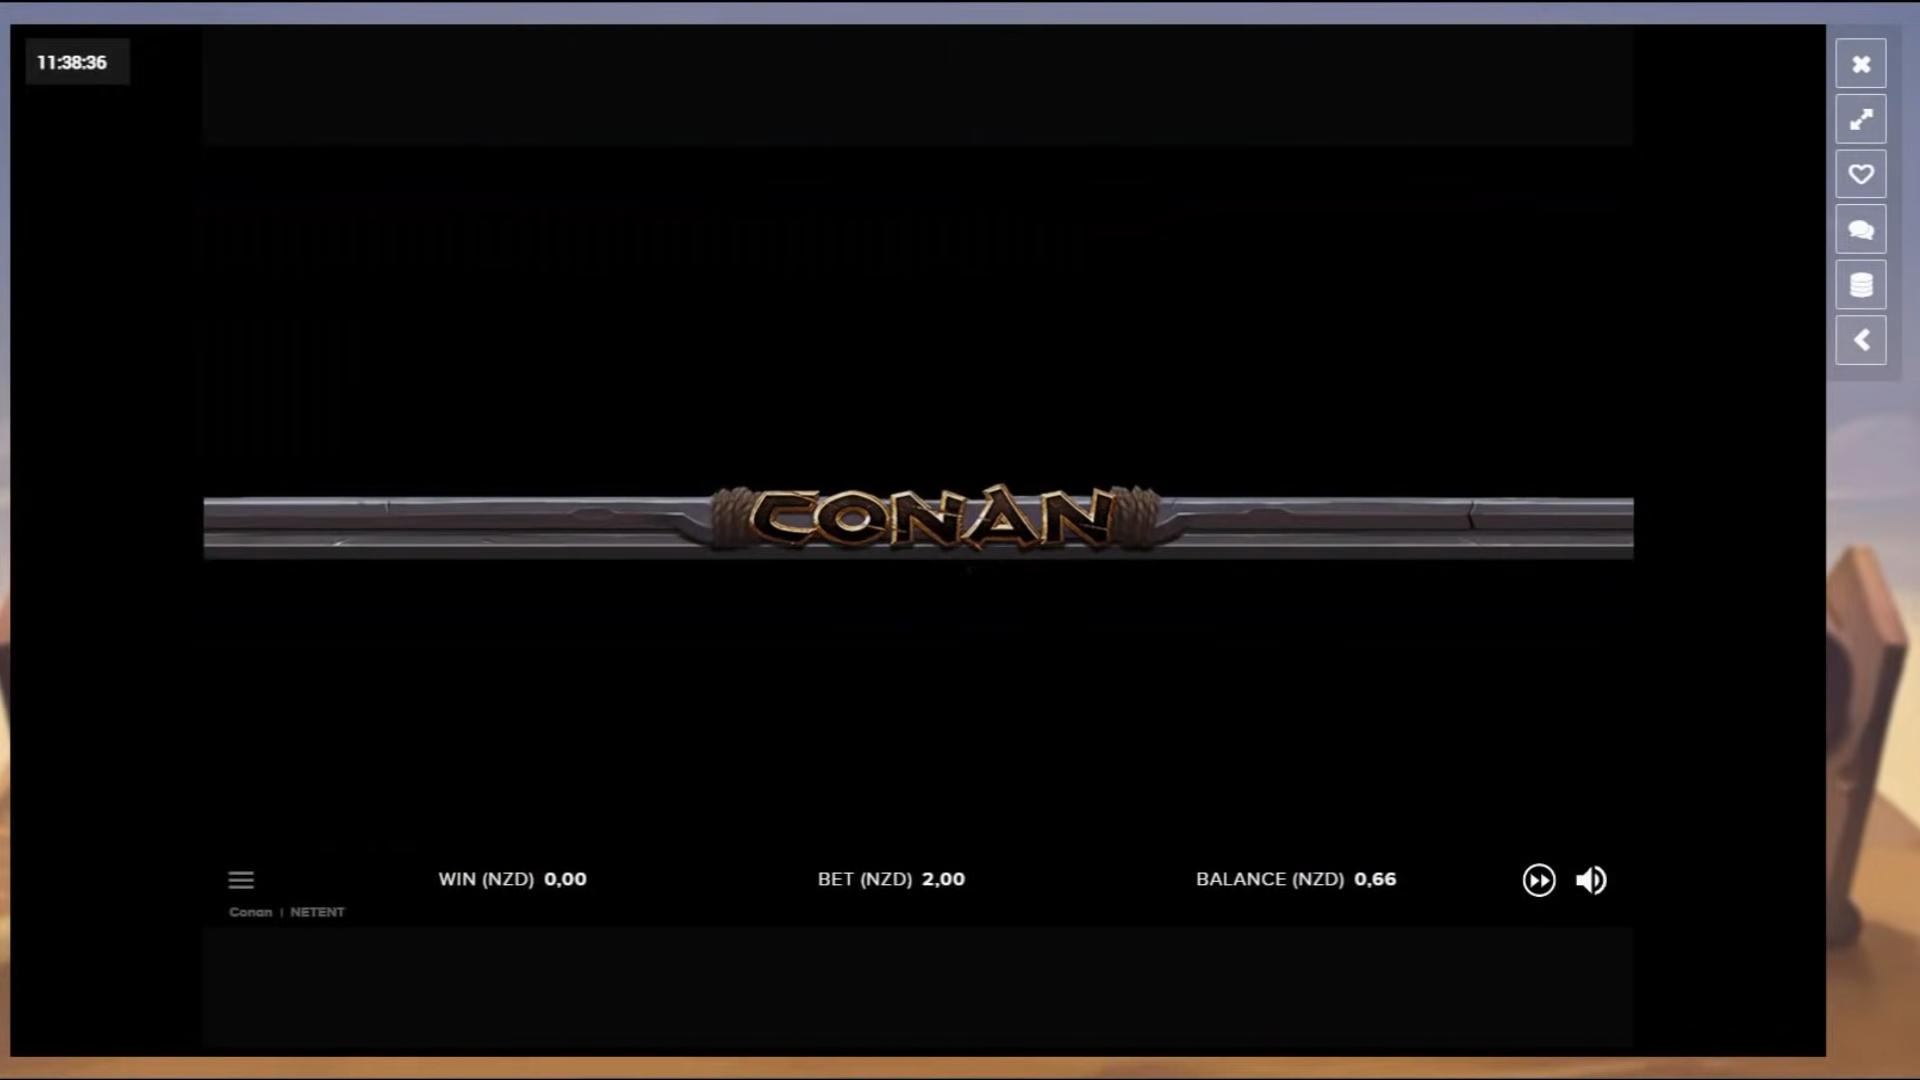 11:38:36
CONAN
WIN (NZD) 0,00
BET (NZD) 2,00
BALANCE (NZD) 0,66
Conan | NETENT